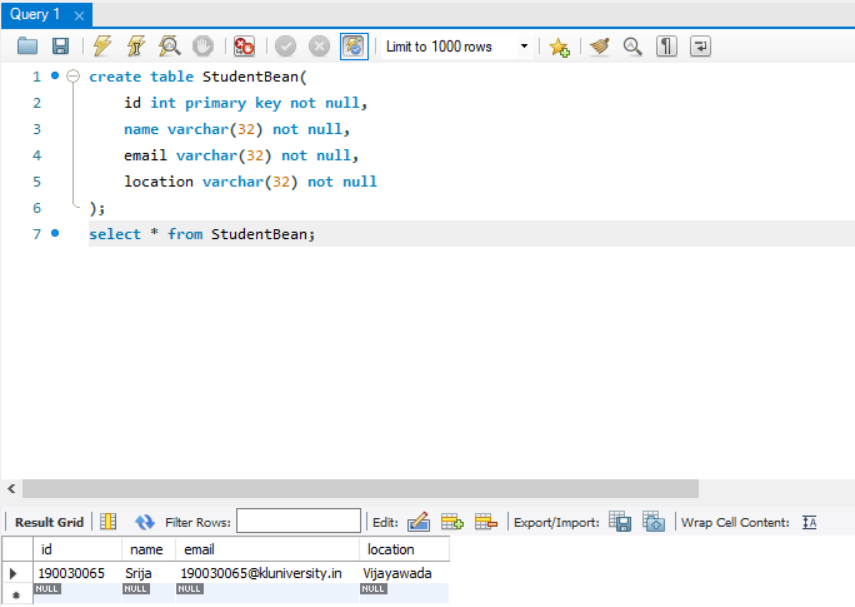 Query 1
Limit to 1000 rows
1 create table StudentBean(
2 id int primary key not null,
3 name varchar(32) not null,
4 email varchar(32) not null,
5 location varchar(32) not null
6 );
7 select * from StudentBean;
Result Grid Filter Rows: Edit: Export/Import: Wrap Cell Content: IA
id name email location
190030065 Srija 190030065@kluniversity.in Vijayawada
NULL NULL NULL NULL